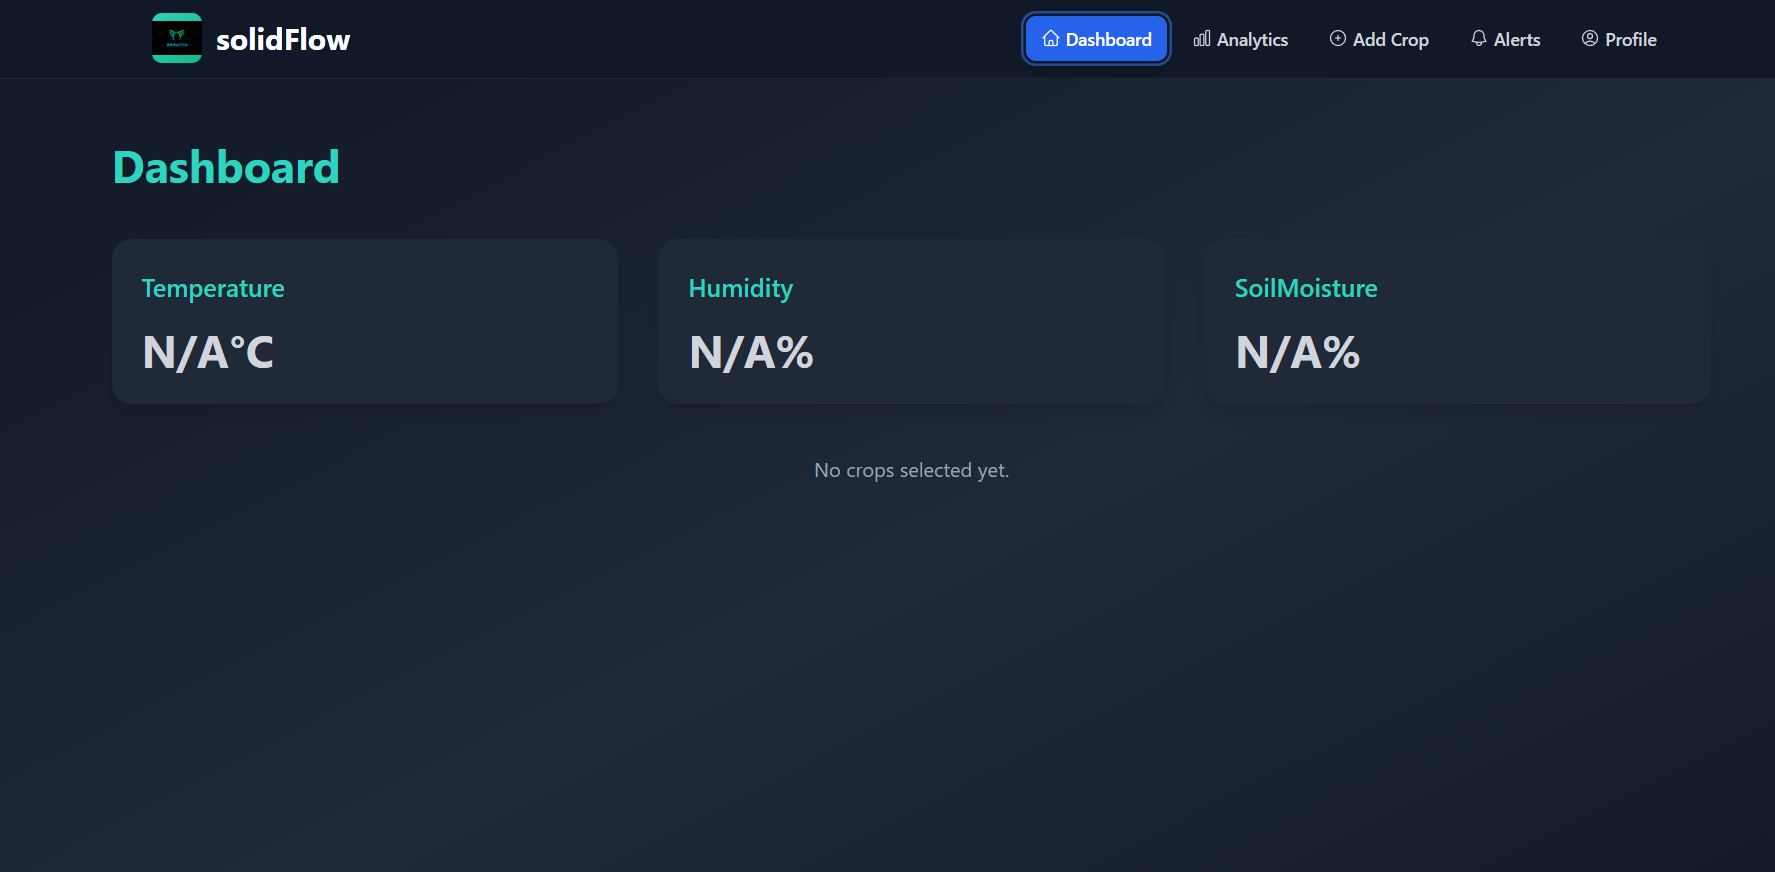 solidFlow
Dashboard
Analytics
Add Crop
Alerts
Profile
Dashboard
Temperature
N/A°C
Humidity
N/A%
SoilMoisture
N/A%
No crops selected yet.